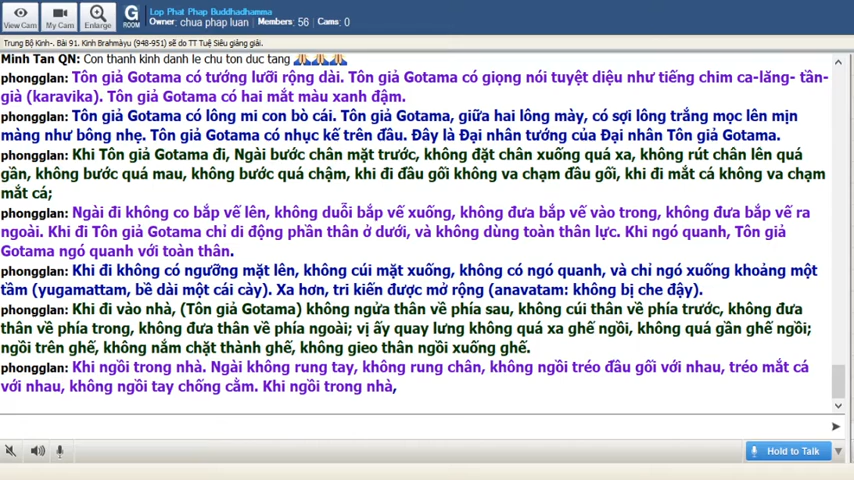 View Cam
My Cam
Enlarge
G
ROOM
Lop Phat Phap Buddhadhamma
Owner: chua phap luan Members: 56 Cams: 0
Trung Bộ Kinh-. Bài 91. Kinh Brahmàyu (948-951) sẽ do TT Tuệ Siêu giảng giải.
Minh Tan QN: Con thanh kinh danh le chu ton duc tang 🙏🙏🙏
phongglan: Tôn giả Gotama có tướng lưỡi rộng dài. Tôn giả Gotama có giọng nói tuyệt diệu như tiếng chim ca-lăng- tần-
già (karavika). Tôn giả Gotama có hai mắt màu xanh đậm.
phongglan: Tôn giả Gotama có lông mi con bò cái. Tôn giả Gotama, giữa hai lông mày, có sợi lông trắng mọc lên mịn
màng như bông nhẹ. Tôn giả Gotama có nhục kế trên đầu. Đây là Đại nhân tướng của Đại nhân Tôn giả Gotama.
phongglan: Khi Tôn giả Gotama đi, Ngài bước chân mặt trước, không đặt chân xuống quá xa, không rút chân lên quá
gần, không bước quá mau, không bước quá chậm, khi đi đầu gối không va chạm đầu gối, khi đi mắt cá không va chạm
mắt cá;
phongglan: Ngài đi không co bắp vế lên, không duỗi bắp vế xuống, không đưa bắp vế vào trong, không đưa bắp vế ra
ngoài. Khi đi Tôn giả Gotama chỉ di động phần thân ở dưới, và không dùng toàn thân lực. Khi ngó quanh, Tôn giả
Gotama ngó quanh với toàn thân.
phongglan: Khi đi không có ngưỡng mặt lên, không cúi mặt xuống, không có ngó quanh, và chỉ ngó xuống khoảng một
tầm (yugamattam, bề dài một cái cày). Xa hơn, tri kiến được mở rộng (anavatam: không bị che đậy).
phongglan: Khi đi vào nhà, (Tôn giả Gotama) không ngửa thân về phía sau, không cúi thân về phía trước, không đưa
thân về phía trong, không đưa thân về phía ngoài; vị ấy quay lưng không quá xa ghế ngồi, không quá gần ghế ngồi;
ngồi trên ghế, không nắm chặt thành ghế, không gieo thân ngồi xuống ghế.
phongglan: Khi ngồi trong nhà. Ngài không rung tay, không rung chân, không ngồi tréo đầu gối với nhau, tréo mắt cá
với nhau, không ngồi tay chống cằm. Khi ngồi trong nhà,
Hold to Talk